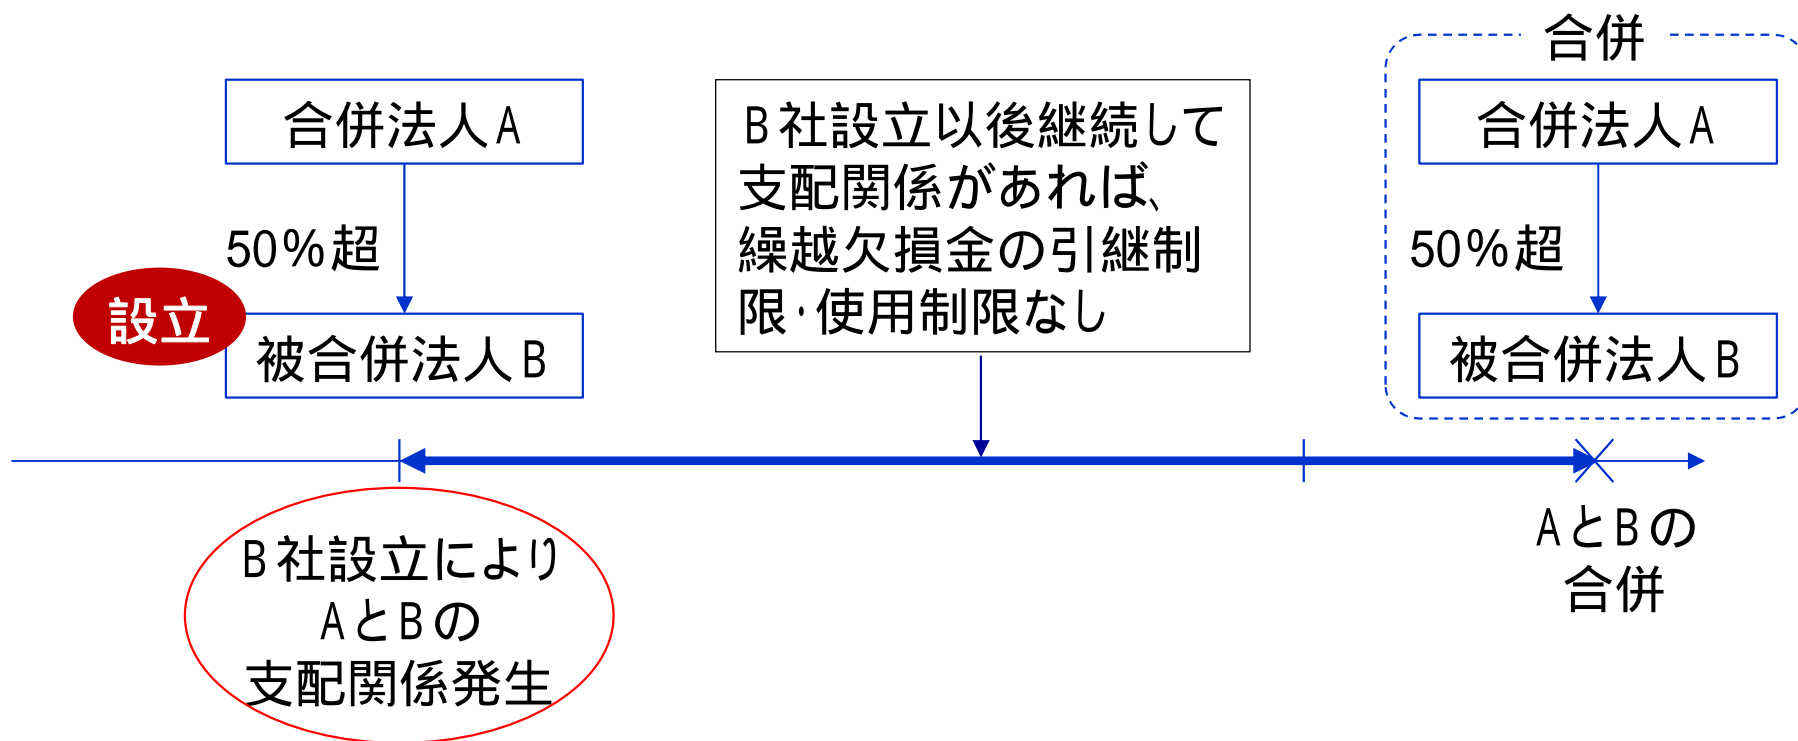 合併法人A
50%超
設立
被合併法人B
B社設立以後継続して
支配関係があれば、
繰越欠損金の引継制
限・使用制限なし
合併
合併法人A
50%超
被合併法人B
B社設立により
AとBの
支配関係発生
AとBの
合併